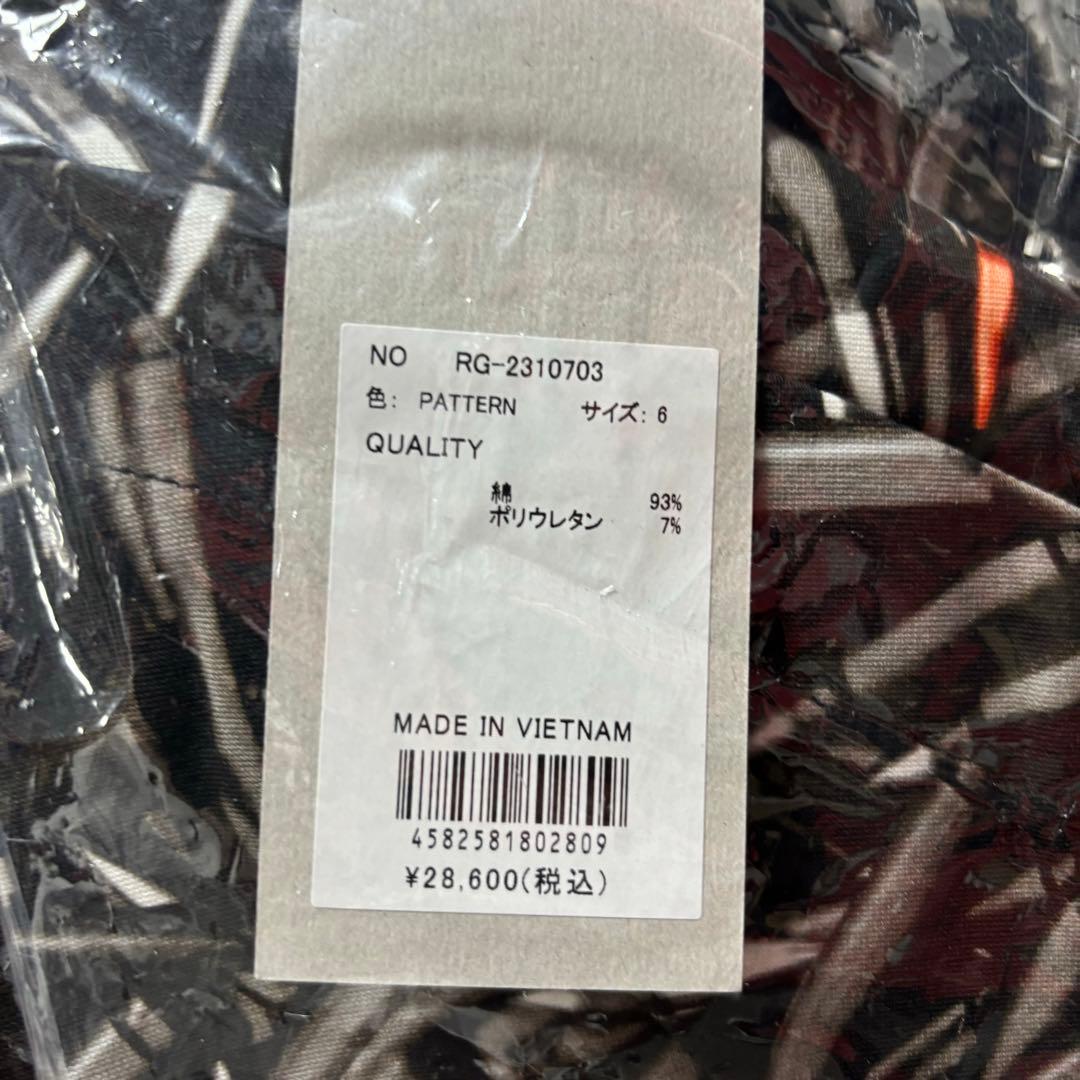 NO RG-2310703
色: PATTERN サイズ: 6
QUALITY
綿 93%
ポリウレタン 7%
MADE IN VIETNAM
4582581802809
¥28,600(税込)